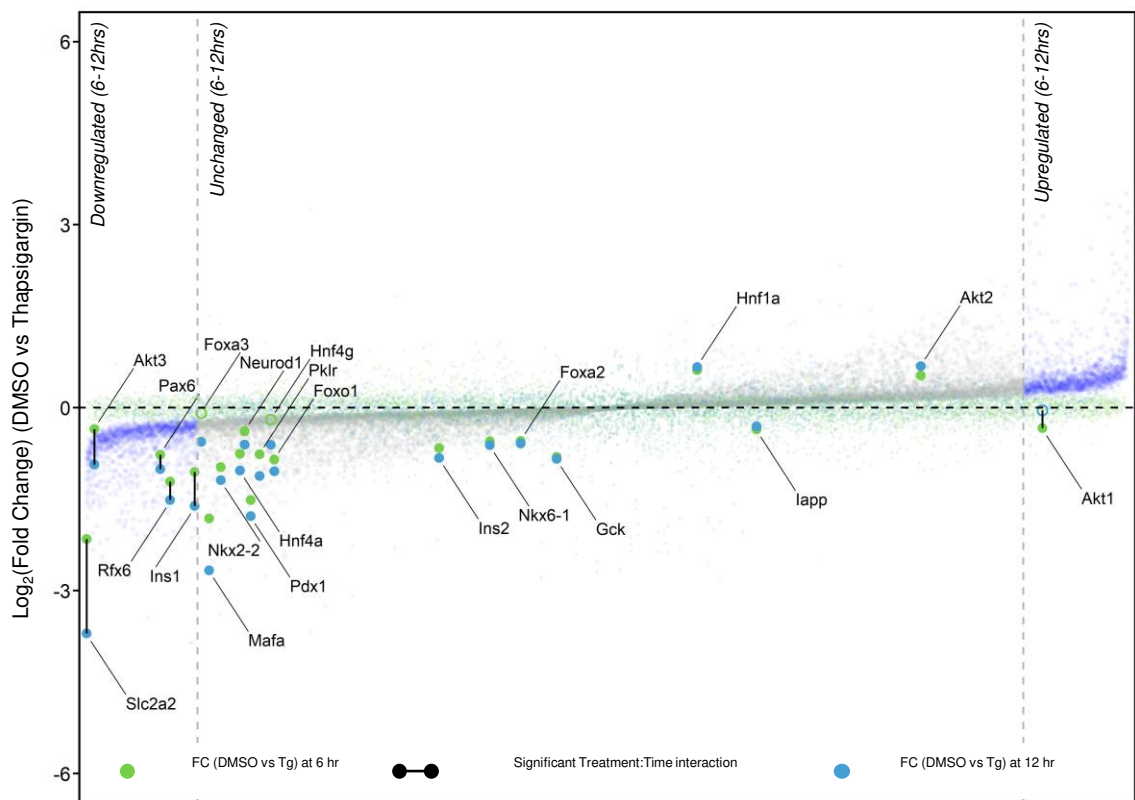 Log₂(Fold Change) (DMSO vs Thapsigargin)
6
3
0
-3
-6
Downregulated (6-12hrs)
Unchanged (6-12hrs)
Upregulated (6-12hrs)
Akt3
Pax6
Foxa3
Neurod1
Hnf4g
Pklr
Foxo1
Foxa2
Hnf1a
Akt2
Rfx6
Ins1
Nkx2-2
Hnf4a
Pdx1
Mafa
Slc2a2
Ins2
Nkx6-1
Gck
Iapp
Akt1
FC (DMSO vs Tg) at 6 hr
Significant Treatment:Time interaction
FC (DMSO vs Tg) at 12 hr